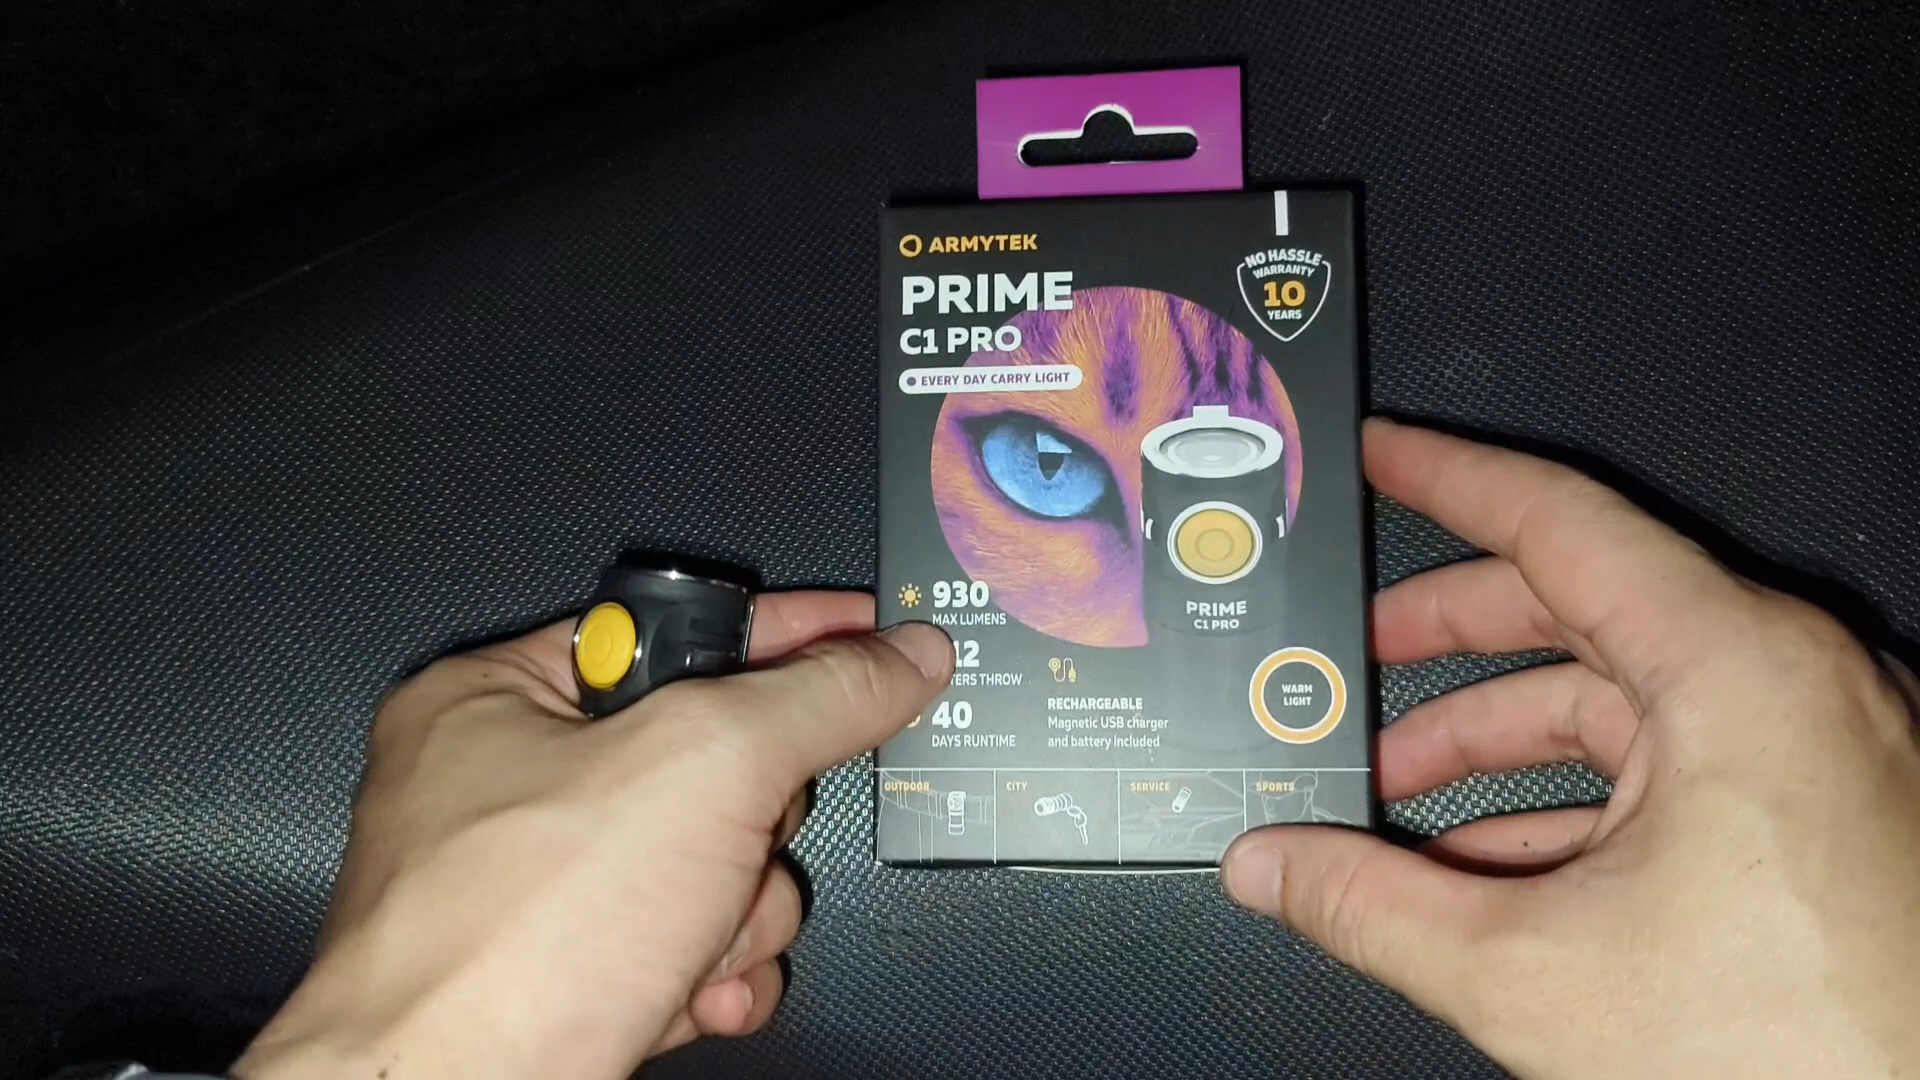 ARMYTEK
PRIME
C1 PRO
EVERY DAY CARRY LIGHT
NO HASSLE
WARRANTY
10
YEARS
930
MAX LUMENS
THROW
40
DAYS RUNTIME
RECHARGEABLE
Magnetic USB charger
and battery included
PRIME
C1 PRO
WARM
LIGHT
OUTDOOR
CITY
SERVICE
SPORTS